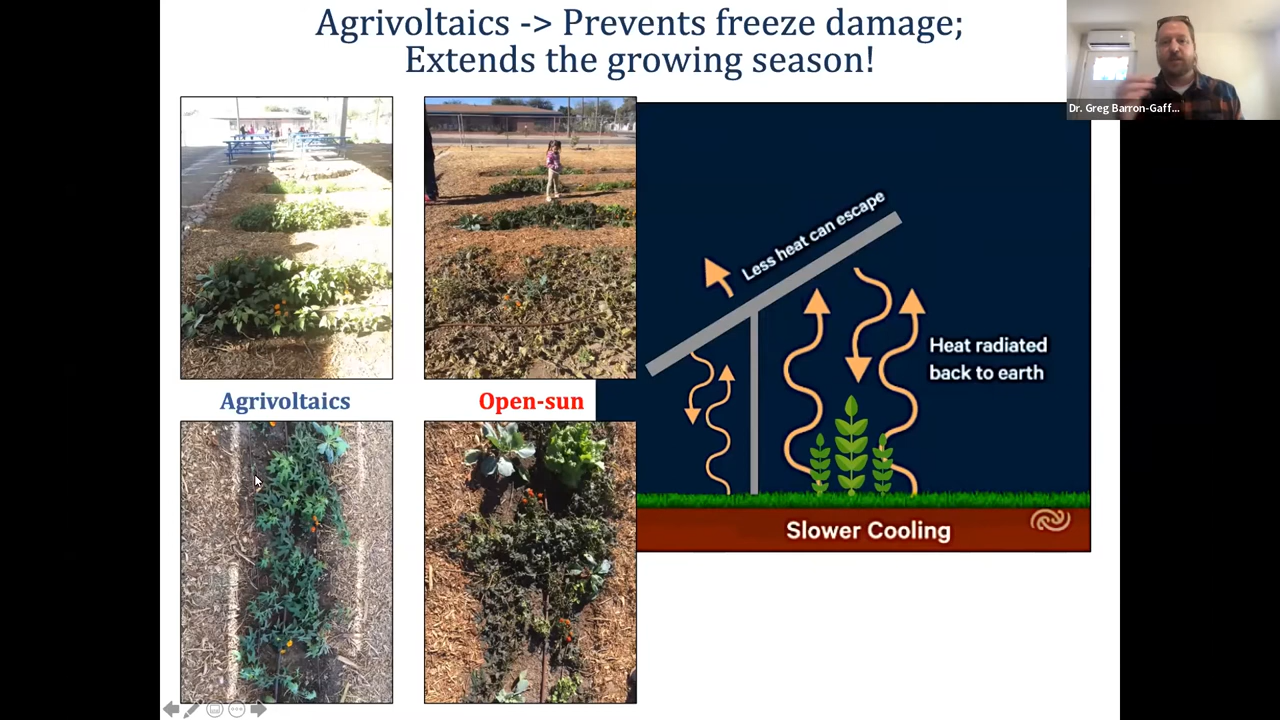 Agrivoltaics -> Prevents freeze damage;
Extends the growing season!
Dr. Greg Barron-Gaff...
Less heat can escape
Heat radiated
back to earth
Agrivoltaics
Open-sun
Slower Cooling